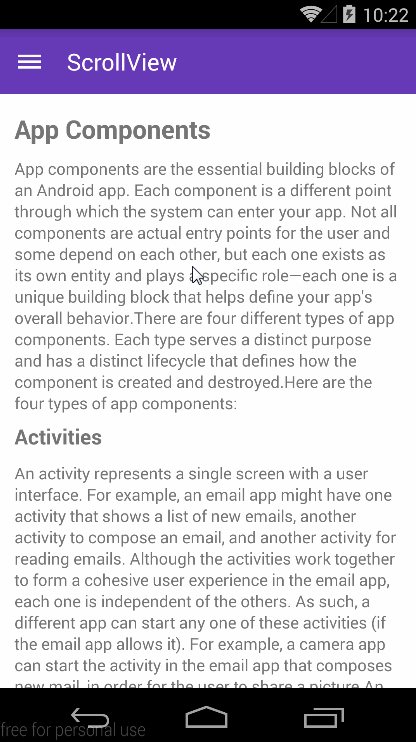 10:22
ScrollView
App Components
App components are the essential building blocks of
an Android app. Each component is a different point
through which the system can enter your app. Not all
components are actual entry points for the user and
some depend on each other, but each one exists as
its own entity and plays a specific role—each one is a
unique building block that helps define your app's
overall behavior.There are four different types of app
components. Each type serves a distinct purpose
and has a distinct lifecycle that defines how the
component is created and destroyed.Here are the
four types of app components:
Activities
An activity represents a single screen with a user
interface. For example, an email app might have one
activity that shows a list of new emails, another
activity to compose an email, and another activity for
reading emails. Although the activities work together
to form a cohesive user experience in the email app,
each one is independent of the others. As such, a
different app can start any one of these activities (if
the email app allows it). For example, a camera app
can start the activity in the email app that composes
new mail, in order for the user to share a picture.An
free for personal use